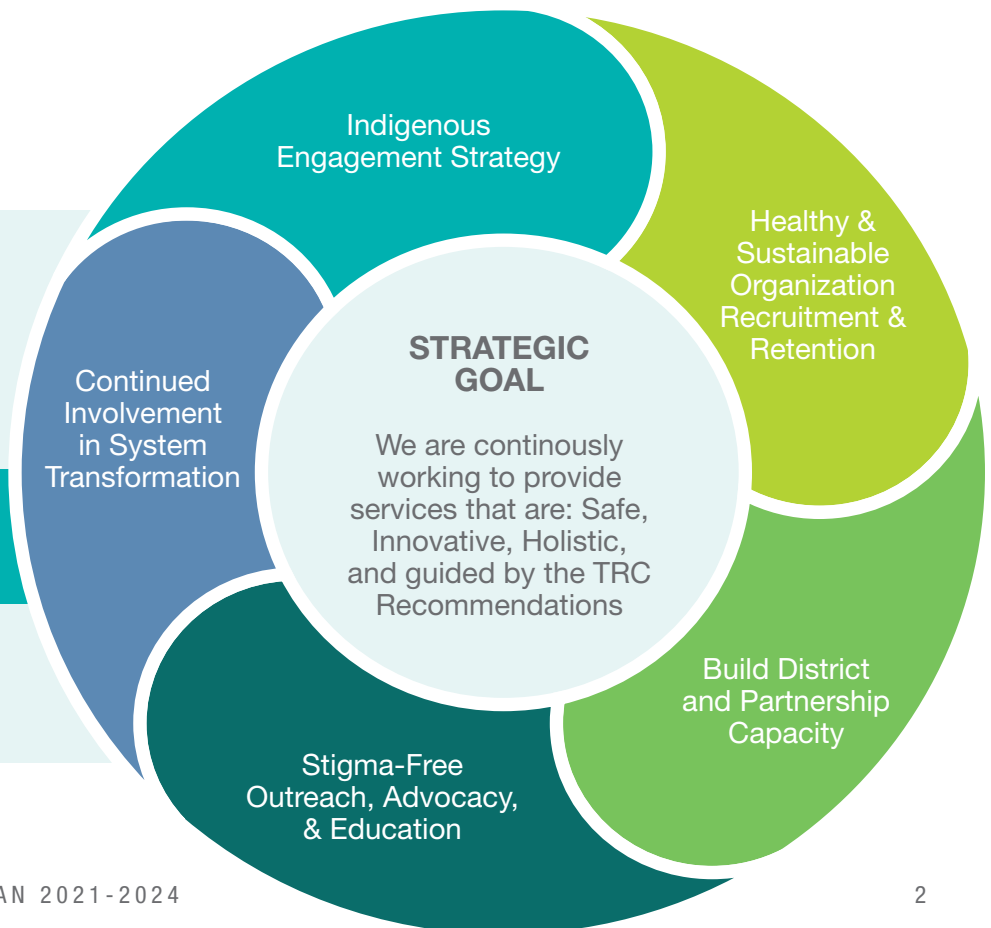 Indigenous
Engagement Strategy
Healthy &
Sustainable
Organization
Recruitment &
Retention
Continued
Involvement
in System
Transformation
STRATEGIC
GOAL
We are continously
working to provide
services that are: Safe,
Innovative, Holistic,
and guided by the TRC
Recommendations
Build District
and Partnership
Capacity
Stigma-Free
Outreach, Advocacy,
& Education
AN 2021-2024
2